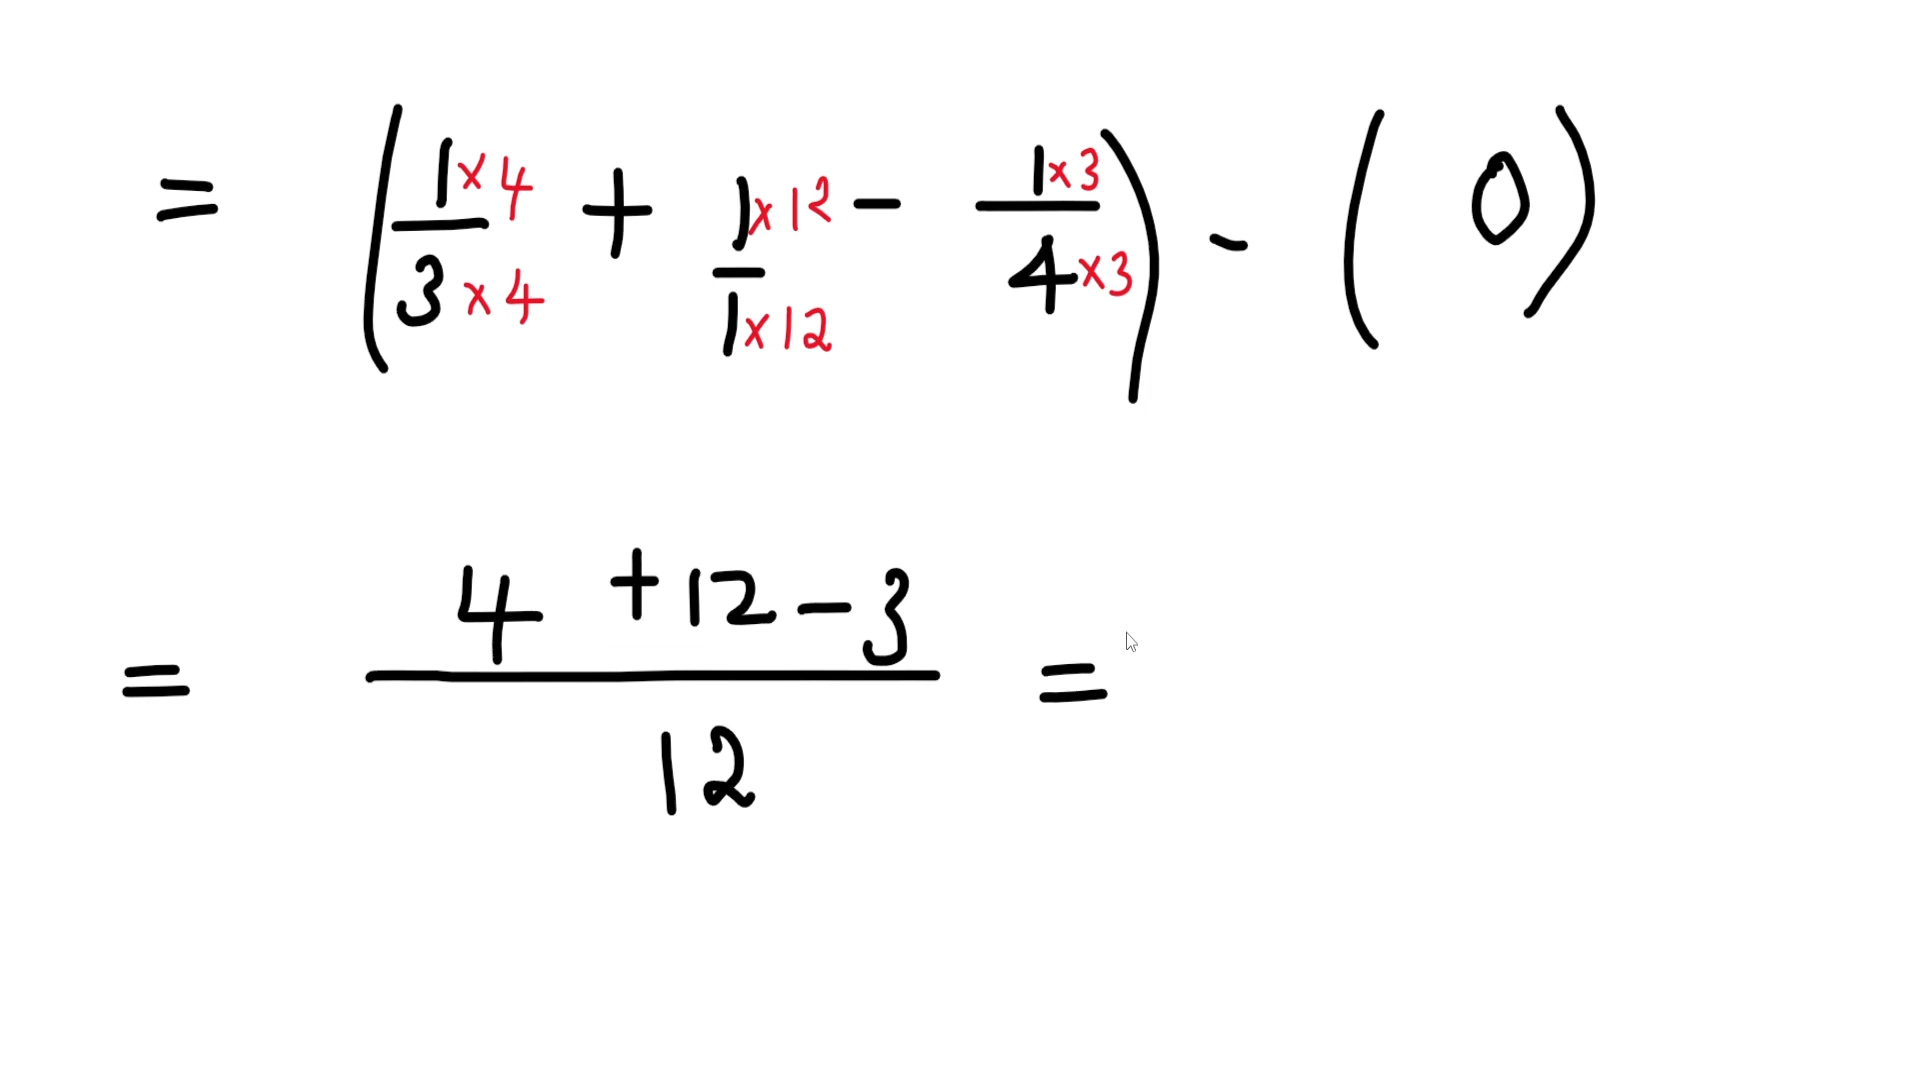 = ( 1×4/3×4 + 1×12/1×12 - 1×3/4×3 ) - ( 0 )
= 4 + 12 - 3 / 12 =